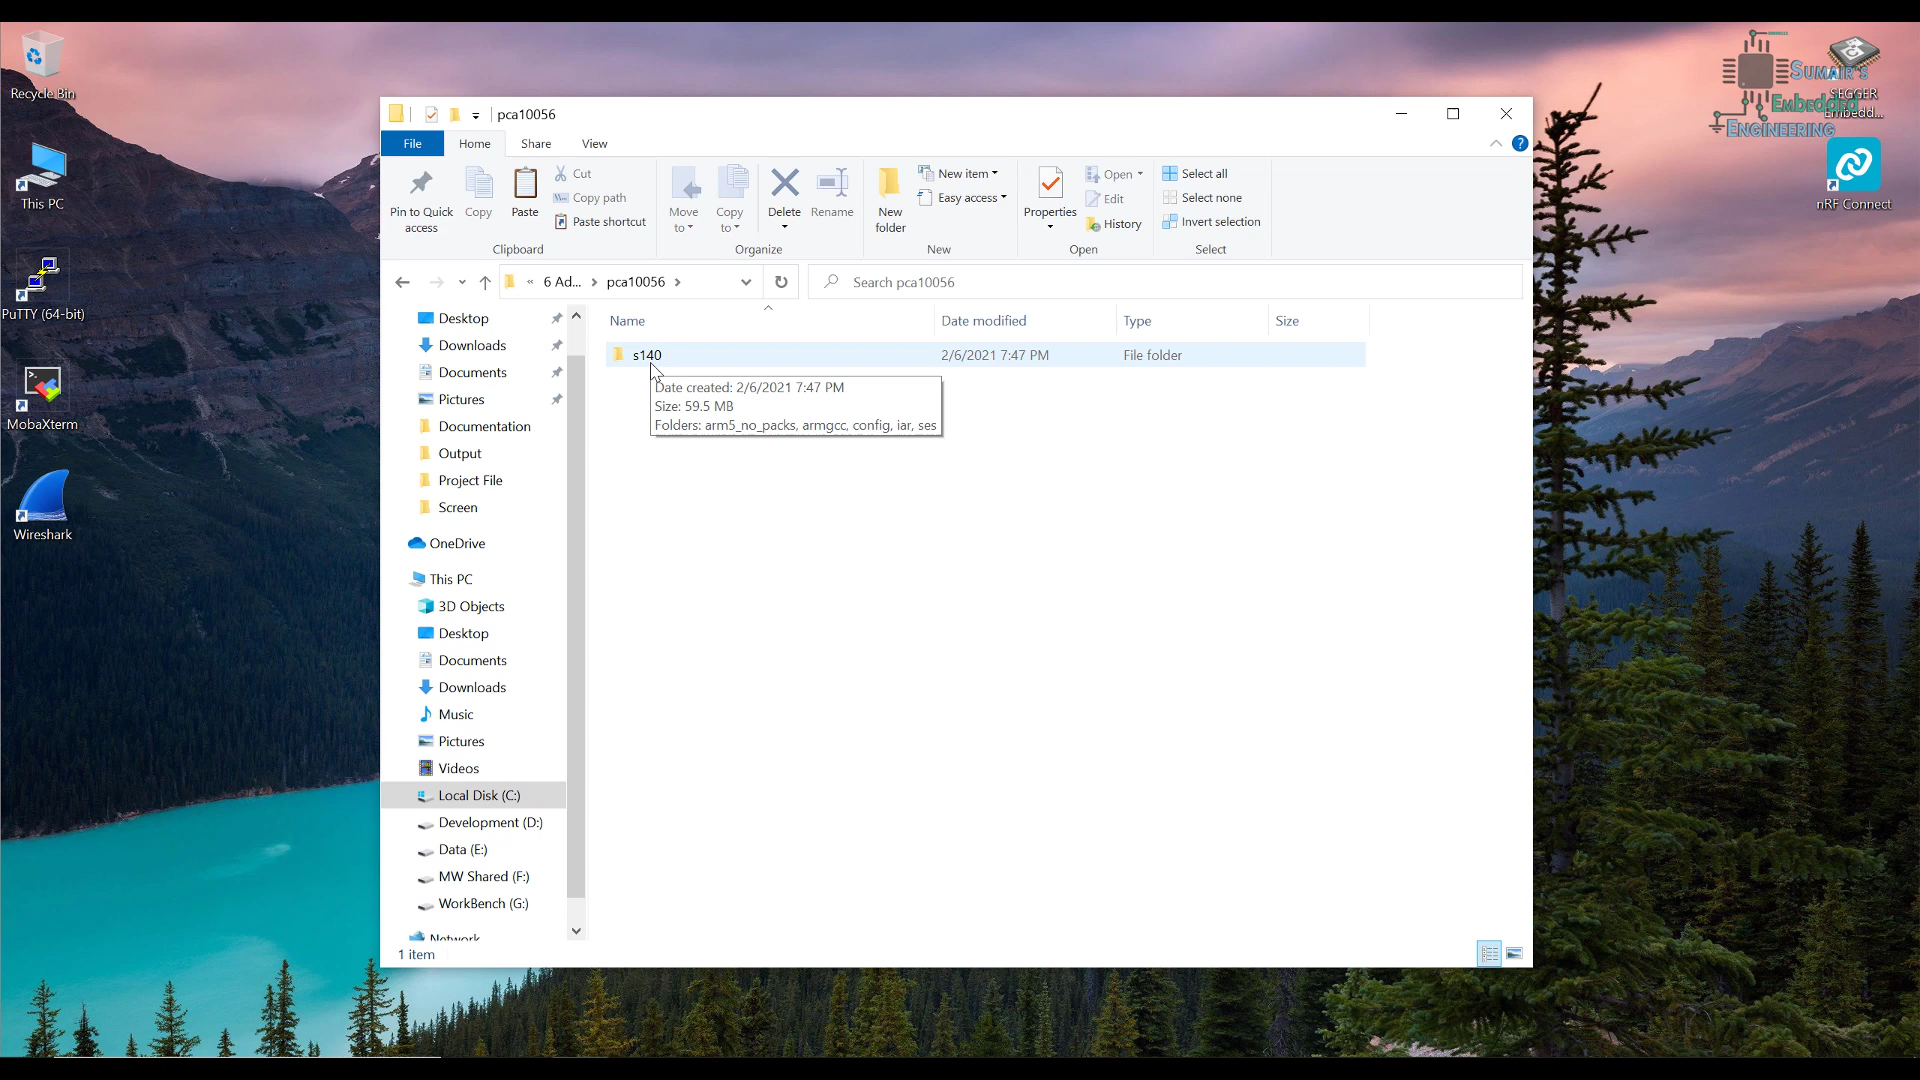 Recycle Bin
This PC
PuTTY (64-bit)
MobaXterm
Wireshark
SUMAIR'S
Embedded
ENGINEERING
SEGGER
Embedd...
nRF Connect
pca10056
File
Home
Share
View
Pin to Quick
access
Copy
Paste
Cut
Copy path
Paste shortcut
Clipboard
Move
to
Copy
to
Delete
Rename
Organize
New
folder
New item
Easy access
New
Properties
Open
Edit
History
Open
Select all
Select none
Invert selection
Select
« 6 Ad... > pca10056 >
Search pca10056
Name
Date modified
Type
Size
s140
2/6/2021 7:47 PM
File folder
Date created: 2/6/2021 7:47 PM
Size: 59.5 MB
Folders: arm5_no_packs, armgcc, config, iar, ses
Desktop
Downloads
Documents
Pictures
Documentation
Output
Project File
Screen
OneDrive
This PC
3D Objects
Desktop
Documents
Downloads
Music
Pictures
Videos
Local Disk (C:)
Development (D:)
Data (E:)
MW Shared (F:)
WorkBench (G:)
Network
1 item